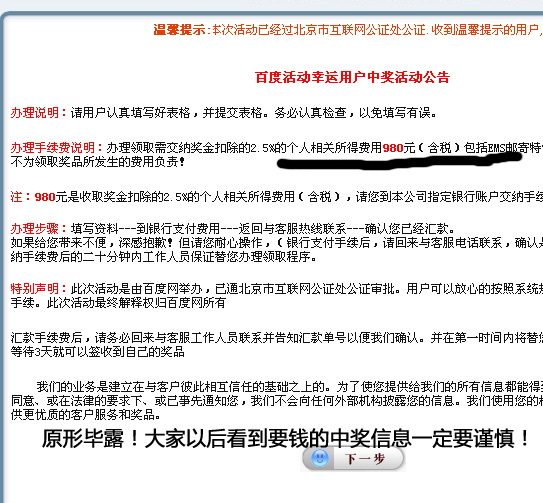 温馨提示:本次活动已经过北京市互联网公证处公证.收到温馨提示的用户,
百度活动幸运用户中奖活动公告
办理说明：请用户认真填写好表格，并提交表格。务必认真检查，以免填写有误。
办理手续费说明：办理领取需交纳奖金扣除的2.5%的个人相关所得费用980元（含税）包括EMS邮寄特
不为领取奖品所发生的费用负责！
注：980元是收取奖金扣除的2.5%的个人相关所得费用（含税），请您到本公司指定银行账户交纳手续
办理步骤：填写资料---到银行支付费用---返回与客服热线联系---确认您已经汇款。
如果给您带来不便，深感抱歉！但请您耐心操作，（银行支付手续后，请回来与客服电话联系，确认是
纳手续费后的二十分钟内工作人员保证替您办理领取程序。
特别声明：此次活动是由百度网举办，已通北京市互联网公证处公证审批。用户可以放心的按照系统规
手续。此次活动最终解释权归百度网所有
汇款手续费后，请务必回来与客服工作人员联系并告知汇款单号以便我们确认。并在第一时间内将替您
等待3天就可以签收到自己的奖品
我们的业务是建立在与客户彼此相互信任的基础之上的。为了使您提供给我们的所有信息都能得到
同意、或在法律的要求下、或已事先通知您，我们不会向任何外部机构披露您的信息。我们使用您的相
供更优质的客户服务和奖品。
原形毕露！大家以后看到要钱的中奖信息一定要谨慎！
下一步